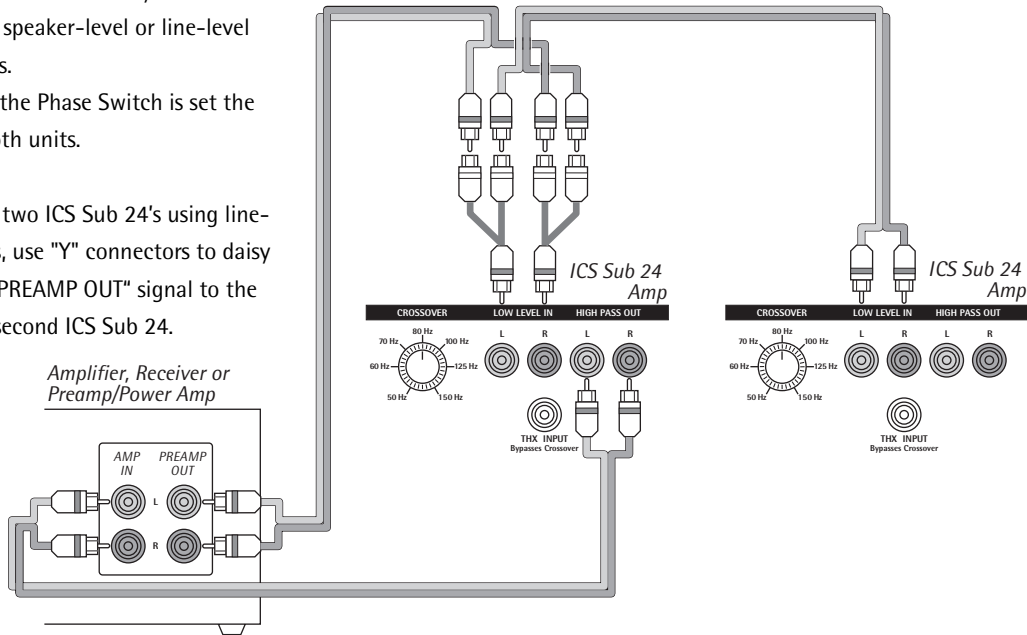 speaker-level or line-level
s.
the Phase Switch is set the
oth units.
two ICS Sub 24's using line-
s, use "Y" connectors to daisy
PREAMP OUT" signal to the
second ICS Sub 24.
Amplifier, Receiver or
Preamp/Power Amp
AMP IN
PREAMP OUT
L
R
ICS Sub 24
Amp
CROSSOVER LOW LEVEL IN HIGH PASS OUT
L R L R
80 Hz
70 Hz 100 Hz
60 Hz 125 Hz
50 Hz 150 Hz
THX INPUT
Bypasses Crossover
ICS Sub 24
Amp
CROSSOVER LOW LEVEL IN HIGH PASS OUT
L R L R
80 Hz
70 Hz 100 Hz
60 Hz 125 Hz
50 Hz 150 Hz
THX INPUT
Bypasses Crossover